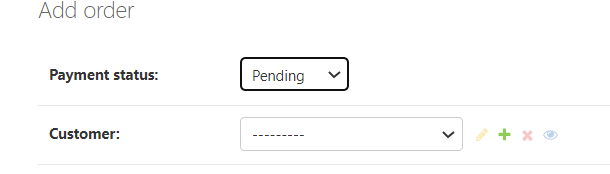 Add order
Payment status: Pending
Customer: ---------